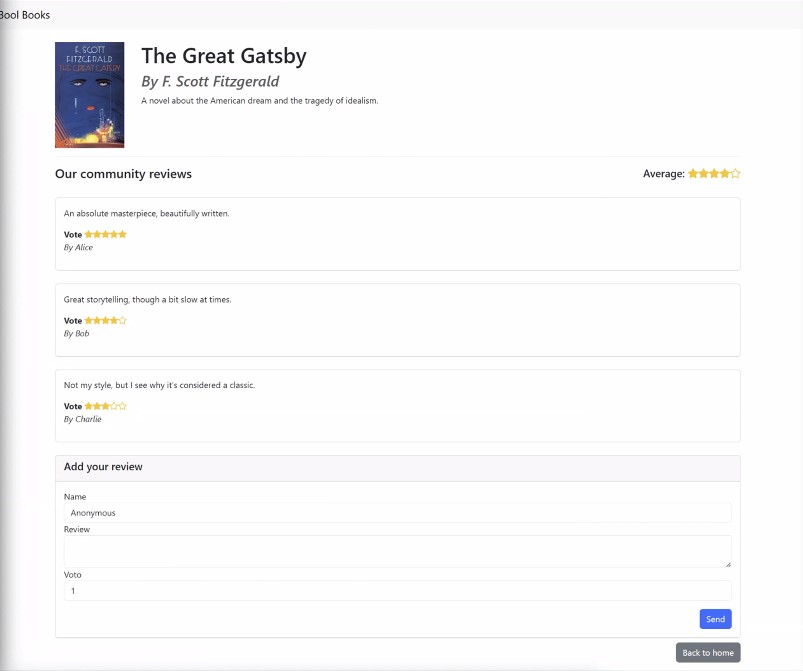 Bool Books
F. SCOTT
FITZGERALD
THE GREAT GATSBY
The Great Gatsby
By F. Scott Fitzgerald
A novel about the American dream and the tragedy of idealism.
Our community reviews
Average:
An absolute masterpiece, beautifully written.
Vote
By Alice
Great storytelling, though a bit slow at times.
Vote
By Bob
Not my style, but I see why it's considered a classic.
Vote
By Charlie
Add your review
Name
Anonymous
Review
Voto
1
Send
Back to home